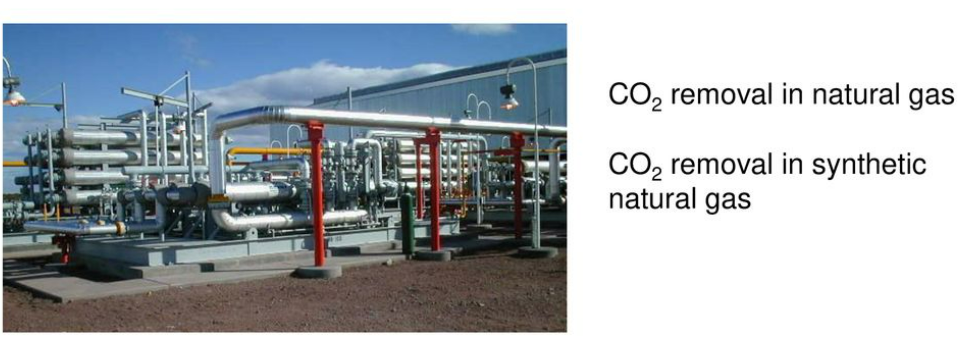 CO₂ removal in natural gas
CO₂ removal in synthetic
natural gas